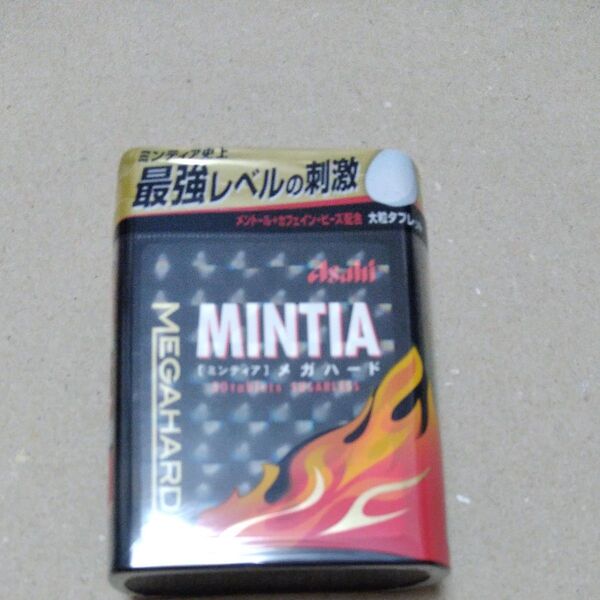 ミンティア史上
最強レベルの刺激
メントール+カフェイン・ビーズ配合 大粒タブレット
Asahi
MINTIA
[ミンティア] メガハード
50tablets SUGARLESS
MEGAHARD